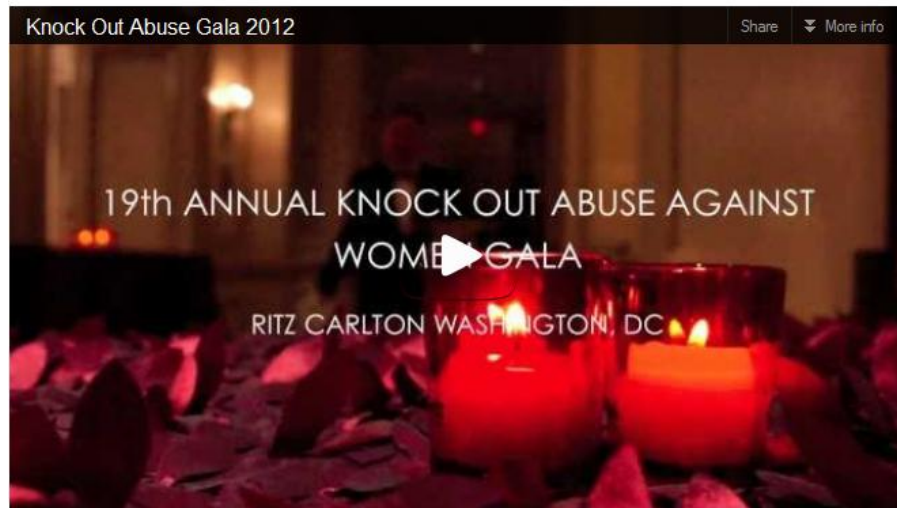 Knock Out Abuse Gala 2012
Share
More info
19th ANNUAL KNOCK OUT ABUSE AGAINST
WOMEN GALA
RITZ CARLTON WASHINGTON, DC